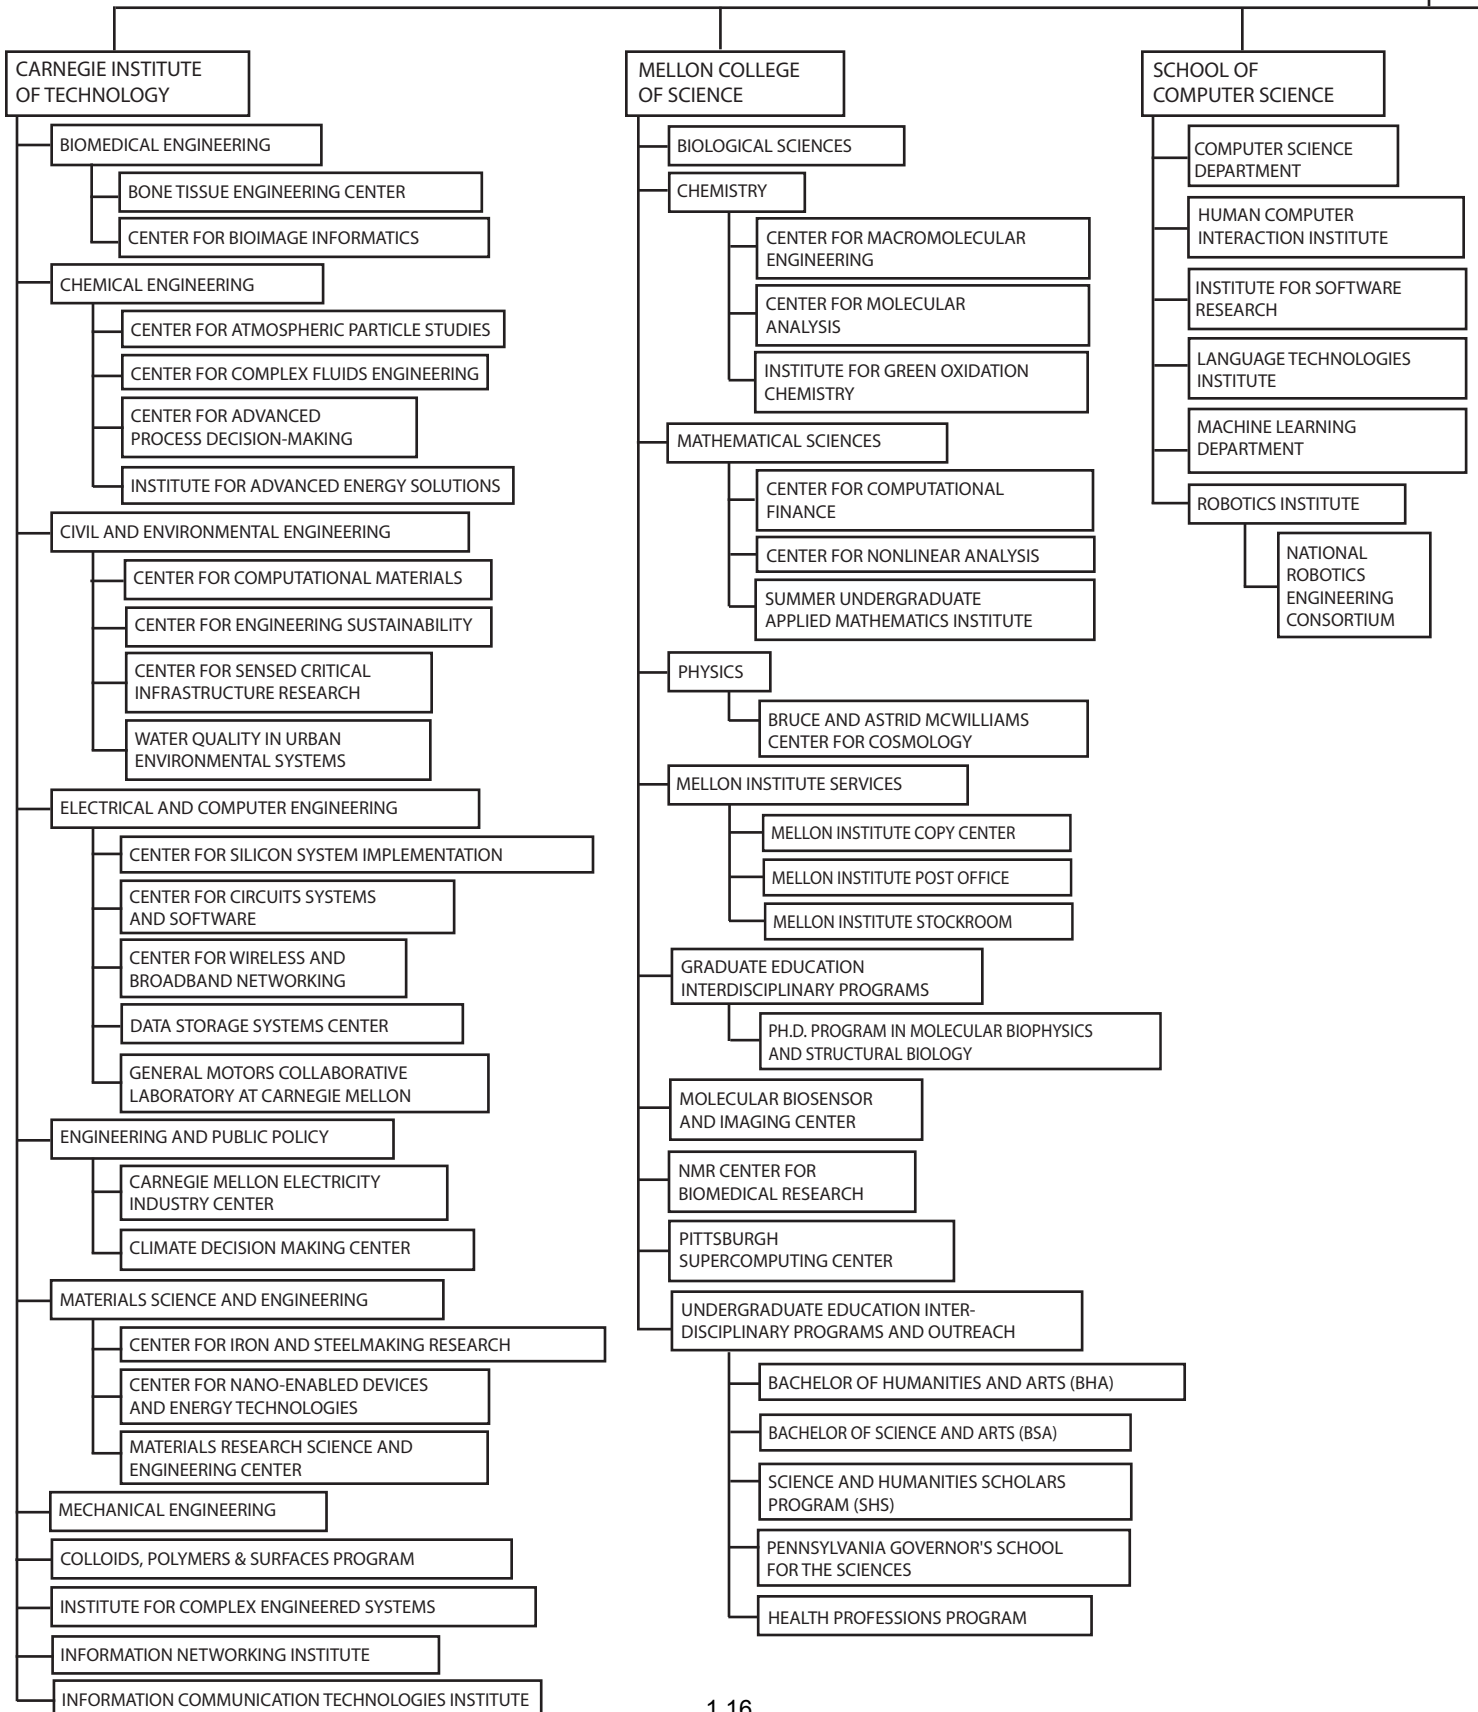 CARNEGIE INSTITUTE
OF TECHNOLOGY
BIOMEDICAL ENGINEERING
BONE TISSUE ENGINEERING CENTER
CENTER FOR BIOIMAGE INFORMATICS
CHEMICAL ENGINEERING
CENTER FOR ATMOSPHERIC PARTICLE STUDIES
CENTER FOR COMPLEX FLUIDS ENGINEERING
CENTER FOR ADVANCED
PROCESS DECISION-MAKING
INSTITUTE FOR ADVANCED ENERGY SOLUTIONS
CIVIL AND ENVIRONMENTAL ENGINEERING
CENTER FOR COMPUTATIONAL MATERIALS
CENTER FOR ENGINEERING SUSTAINABILITY
CENTER FOR SENSED CRITICAL
INFRASTRUCTURE RESEARCH
WATER QUALITY IN URBAN
ENVIRONMENTAL SYSTEMS
ELECTRICAL AND COMPUTER ENGINEERING
CENTER FOR SILICON SYSTEM IMPLEMENTATION
CENTER FOR CIRCUITS SYSTEMS
AND SOFTWARE
CENTER FOR WIRELESS AND
BROADBAND NETWORKING
DATA STORAGE SYSTEMS CENTER
GENERAL MOTORS COLLABORATIVE
LABORATORY AT CARNEGIE MELLON
ENGINEERING AND PUBLIC POLICY
CARNEGIE MELLON ELECTRICITY
INDUSTRY CENTER
CLIMATE DECISION MAKING CENTER
MATERIALS SCIENCE AND ENGINEERING
CENTER FOR IRON AND STEELMAKING RESEARCH
CENTER FOR NANO-ENABLED DEVICES
AND ENERGY TECHNOLOGIES
MATERIALS RESEARCH SCIENCE AND
ENGINEERING CENTER
MECHANICAL ENGINEERING
COLLOIDS, POLYMERS & SURFACES PROGRAM
INSTITUTE FOR COMPLEX ENGINEERED SYSTEMS
INFORMATION NETWORKING INSTITUTE
INFORMATION COMMUNICATION TECHNOLOGIES INSTITUTE
MELLON COLLEGE
OF SCIENCE
BIOLOGICAL SCIENCES
CHEMISTRY
CENTER FOR MACROMOLECULAR
ENGINEERING
CENTER FOR MOLECULAR
ANALYSIS
INSTITUTE FOR GREEN OXIDATION
CHEMISTRY
MATHEMATICAL SCIENCES
CENTER FOR COMPUTATIONAL
FINANCE
CENTER FOR NONLINEAR ANALYSIS
SUMMER UNDERGRADUATE
APPLIED MATHEMATICS INSTITUTE
PHYSICS
BRUCE AND ASTRID MCWILLIAMS
CENTER FOR COSMOLOGY
MELLON INSTITUTE SERVICES
MELLON INSTITUTE COPY CENTER
MELLON INSTITUTE POST OFFICE
MELLON INSTITUTE STOCKROOM
GRADUATE EDUCATION
INTERDISCIPLINARY PROGRAMS
PH.D. PROGRAM IN MOLECULAR BIOPHYSICS
AND STRUCTURAL BIOLOGY
MOLECULAR BIOSENSOR
AND IMAGING CENTER
NMR CENTER FOR
BIOMEDICAL RESEARCH
PITTSBURGH
SUPERCOMPUTING CENTER
UNDERGRADUATE EDUCATION INTER-
DISCIPLINARY PROGRAMS AND OUTREACH
BACHELOR OF HUMANITIES AND ARTS (BHA)
BACHELOR OF SCIENCE AND ARTS (BSA)
SCIENCE AND HUMANITIES SCHOLARS
PROGRAM (SHS)
PENNSYLVANIA GOVERNOR'S SCHOOL
FOR THE SCIENCES
HEALTH PROFESSIONS PROGRAM
SCHOOL OF
COMPUTER SCIENCE
COMPUTER SCIENCE
DEPARTMENT
HUMAN COMPUTER
INTERACTION INSTITUTE
INSTITUTE FOR SOFTWARE
RESEARCH
LANGUAGE TECHNOLOGIES
INSTITUTE
MACHINE LEARNING
DEPARTMENT
ROBOTICS INSTITUTE
NATIONAL
ROBOTICS
ENGINEERING
CONSORTIUM
1.16